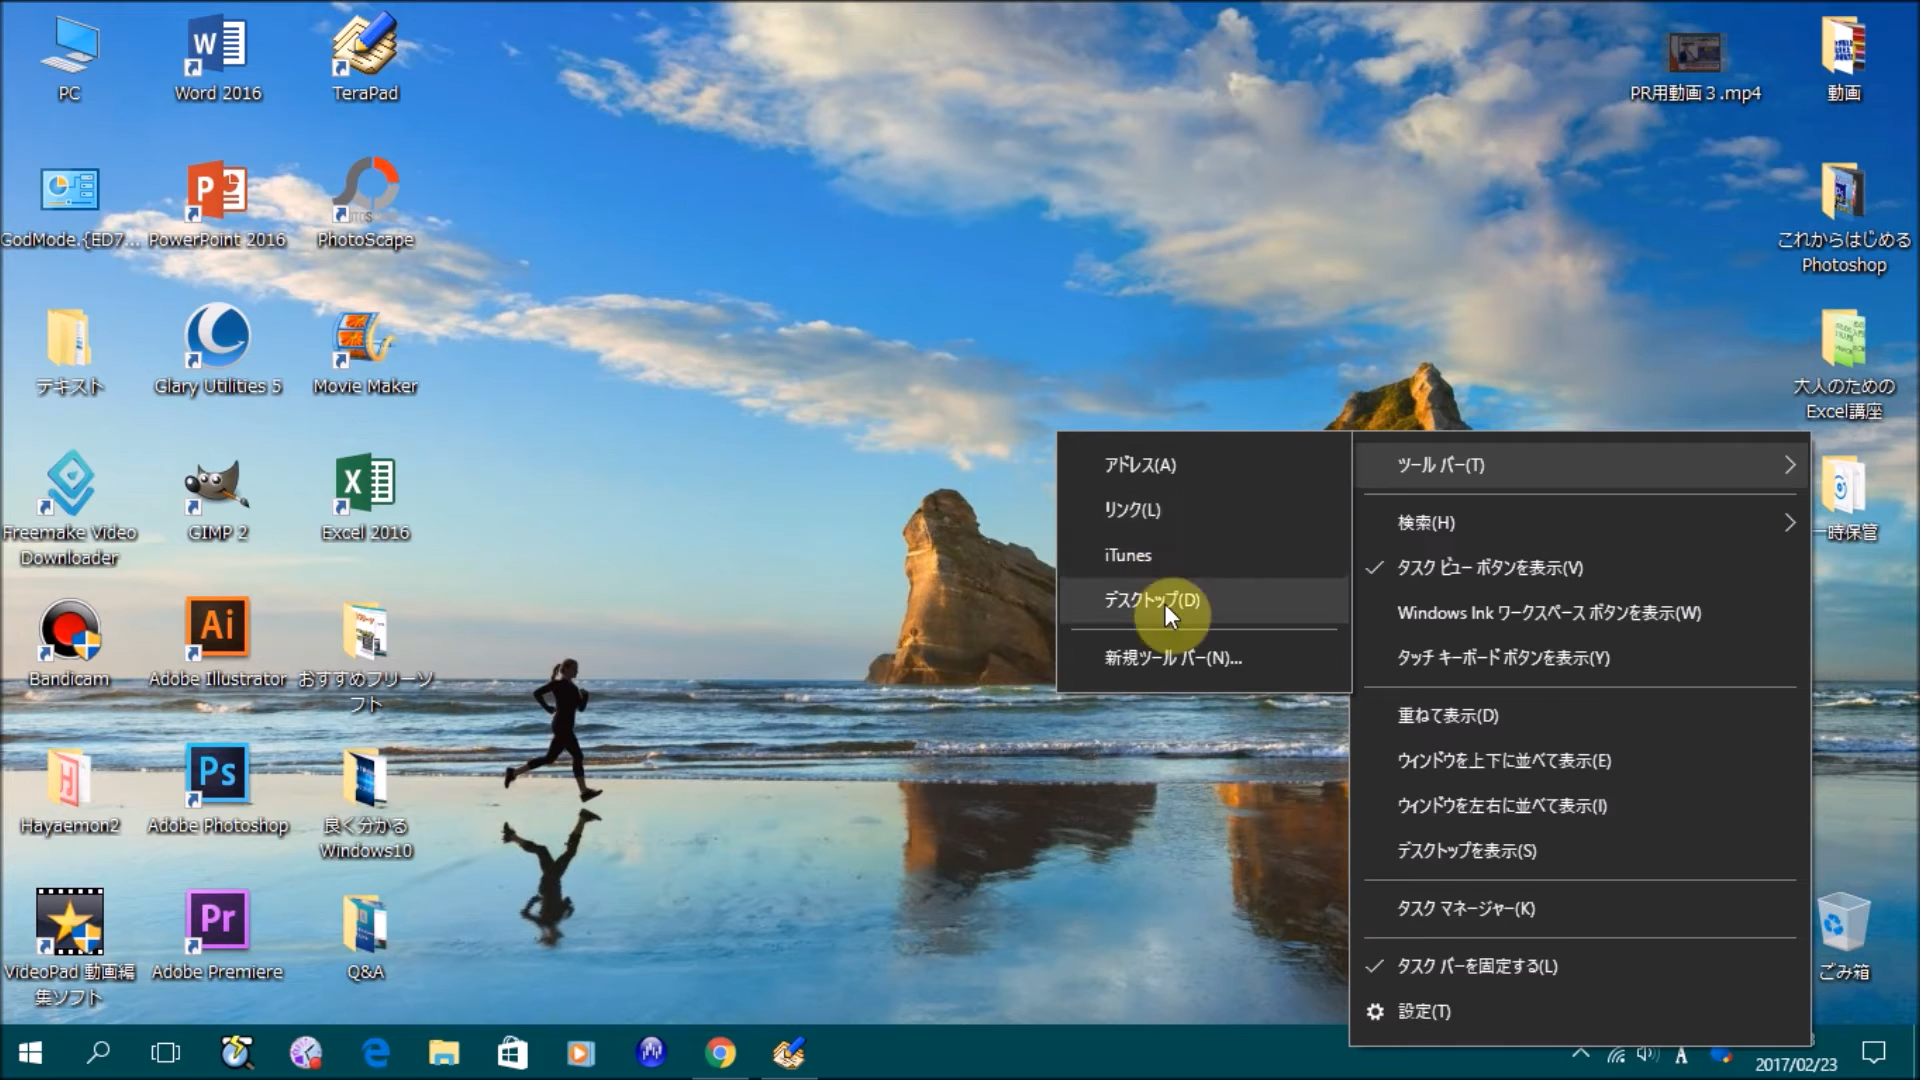 PC
Word 2016
TeraPad
PR用動画３.mp4
動画
GodMode.{ED7...
PowerPoint 2016
PhotoScape
これからはじめる
Photoshop
テキスト
Glary Utilities 5
Movie Maker
大人のための
Excel講座
Freemake Video
Downloader
GIMP 2
Excel 2016
一時保管
Bandicam
Adobe Illustrator
おすすめフリーソ
フト
Hayaemon2
Adobe Photoshop
良く分かる
Windows10
VideoPad 動画編
集ソフト
Adobe Premiere
Q&A
ごみ箱
アドレス(A)
リンク(L)
iTunes
デスクトップ(D)
新規ツール バー(N)...
ツール バー(T)
検索(H)
タスク ビュー ボタンを表示(V)
Windows Ink ワークスペース ボタンを表示(W)
タッチ キーボード ボタンを表示(Y)
重ねて表示(D)
ウィンドウを上下に並べて表示(E)
ウィンドウを左右に並べて表示(I)
デスクトップを表示(S)
タスク マネージャー(K)
タスク バーを固定する(L)
設定(T)
A
2017/02/23